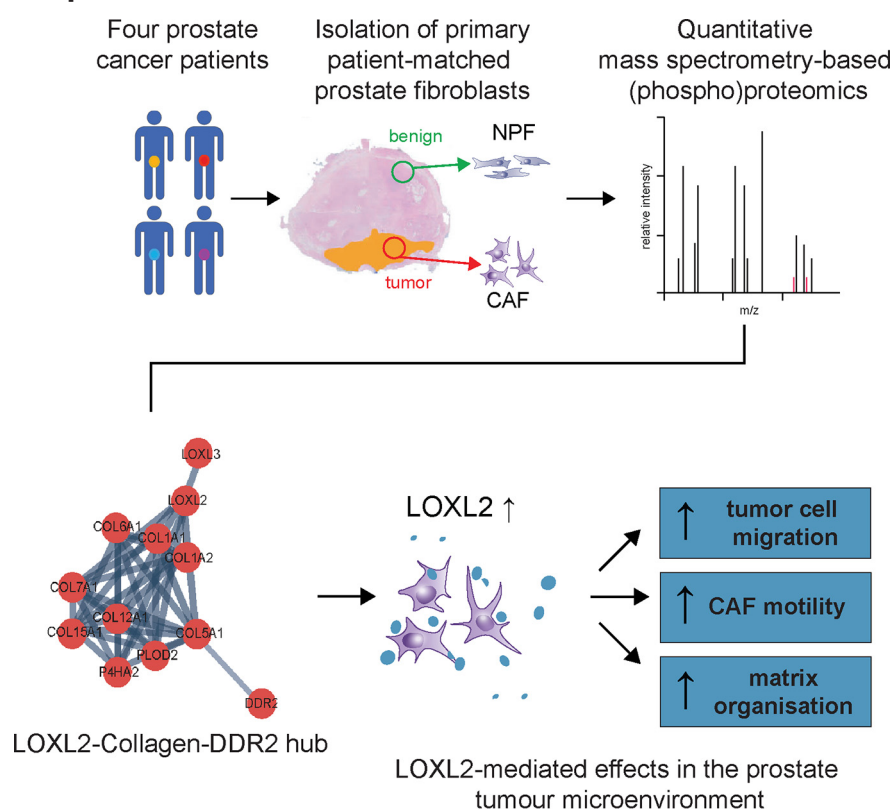 Four prostate
cancer patients
Isolation of primary
patient-matched
prostate fibroblasts
Quantitative
mass spectrometry-based
(phospho)proteomics
benign
NPF
tumor
CAF
relative intensity
m/z
LOXL3
LOXL2
COL6A1
COL1A1
COL1A2
COL7A1
COL12A1
COL15A1
COL5A1
PLOD2
P4HA2
DDR2
LOXL2-Collagen-DDR2 hub
LOXL2 ↑
↑ tumor cell
migration
↑ CAF motility
↑ matrix
organisation
LOXL2-mediated effects in the prostate
tumour microenvironment